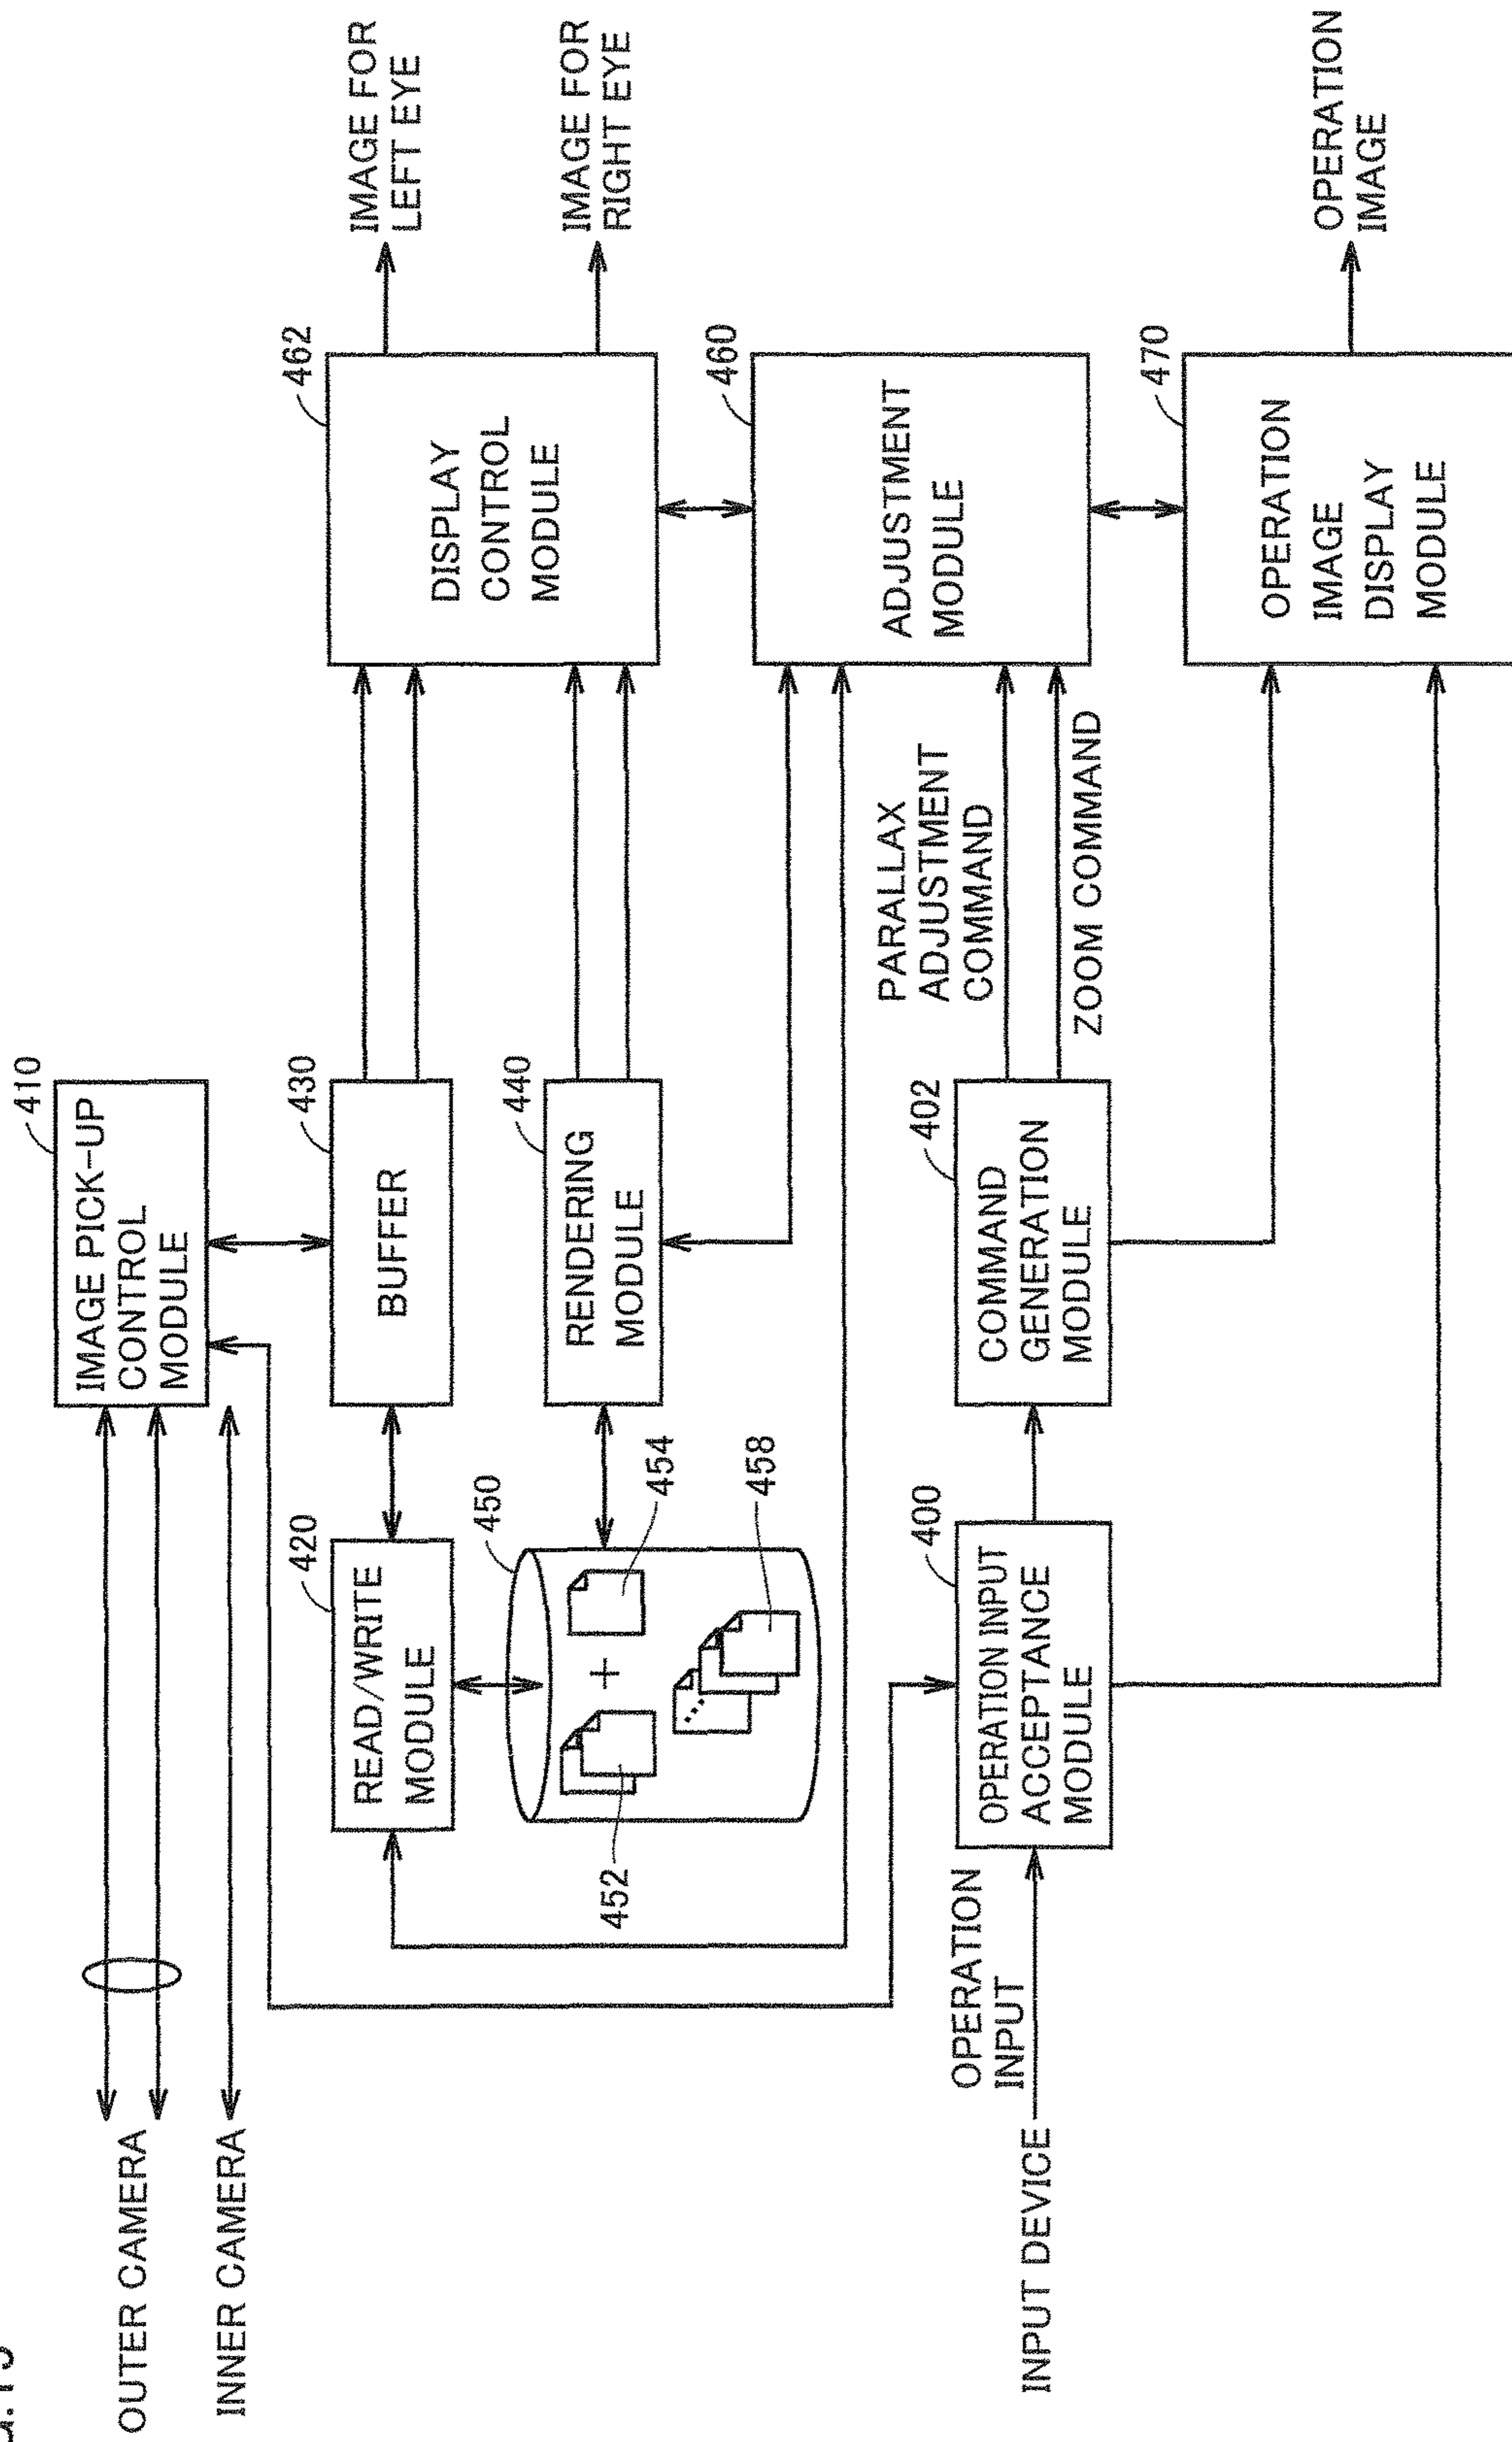 OUTER CAMERA
INNER CAMERA
410
IMAGE PICK-UP
CONTROL
MODULE
420
READ/WRITE
MODULE
430
BUFFER
462
DISPLAY
CONTROL
MODULE
IMAGE FOR
LEFT EYE
IMAGE FOR
RIGHT EYE
450
452
+
454
458
440
RENDERING
MODULE
460
ADJUSTMENT
MODULE
PARALLAX
ADJUSTMENT
COMMAND
ZOOM COMMAND
INPUT DEVICE
OPERATION
INPUT
400
OPERATION INPUT
ACCEPTANCE
MODULE
402
COMMAND
GENERATION
MODULE
470
OPERATION
IMAGE
DISPLAY
MODULE
OPERATION
IMAGE